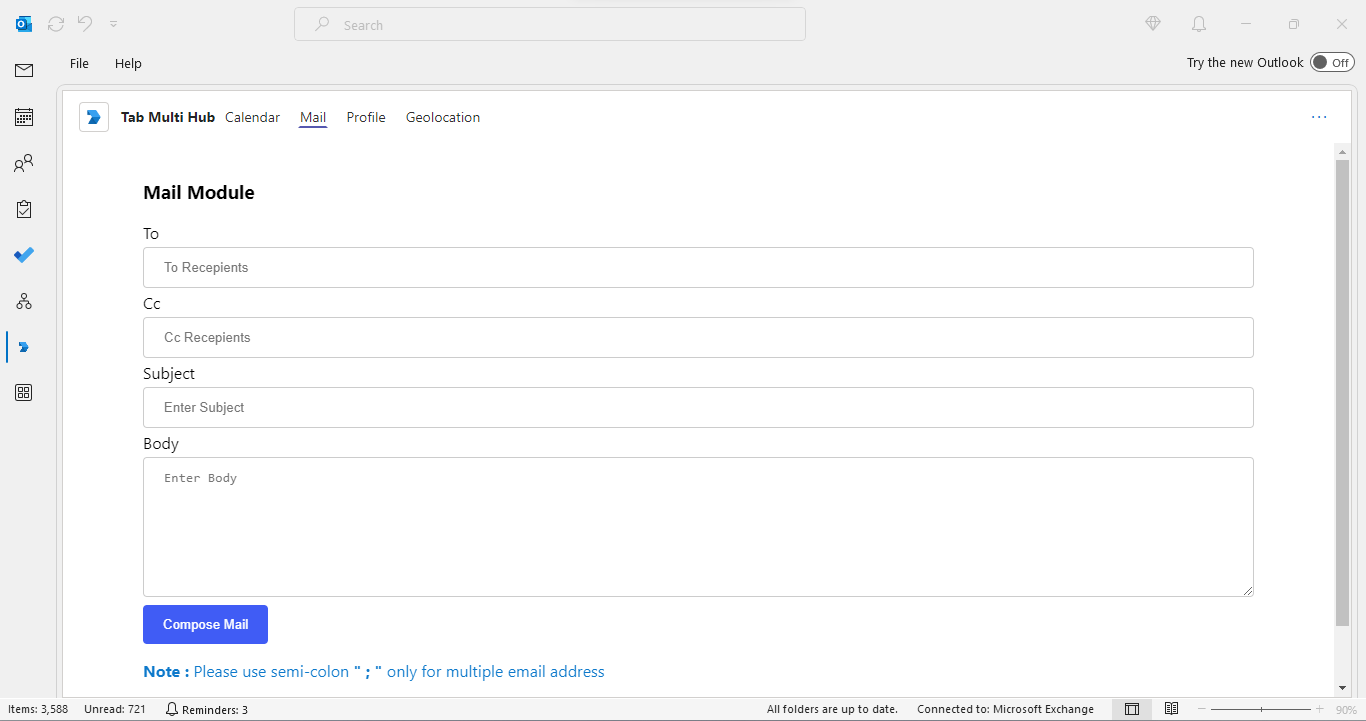 Search
File Help
Try the new Outlook Off
Tab Multi Hub Calendar Mail Profile Geolocation
Mail Module
To
To Recepients
Cc
Cc Recepients
Subject
Enter Subject
Body
Enter Body
Compose Mail
Note : Please use semi-colon " ; " only for multiple email address
Items: 3,588 Unread: 721 Reminders: 3 All folders are up to date. Connected to: Microsoft Exchange 90%